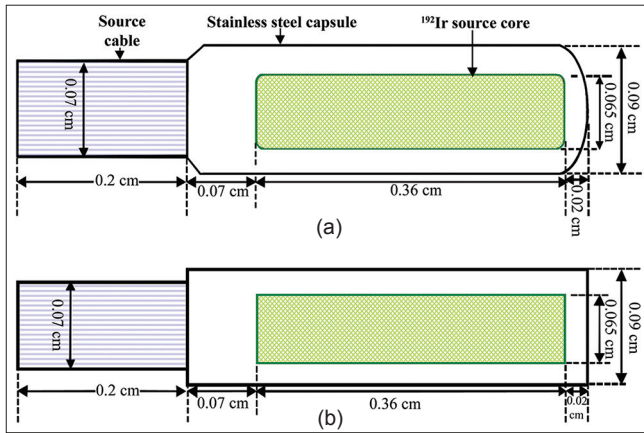 Source
cable
Stainless steel capsule
¹⁹²Ir source core
0.07 cm
0.065 cm
0.09 cm
0.2 cm
0.07 cm
0.36 cm
0.02 cm
(a)
0.07 cm
0.065 cm
0.09 cm
0.2 cm
0.07 cm
0.36 cm
0.02
cm
(b)